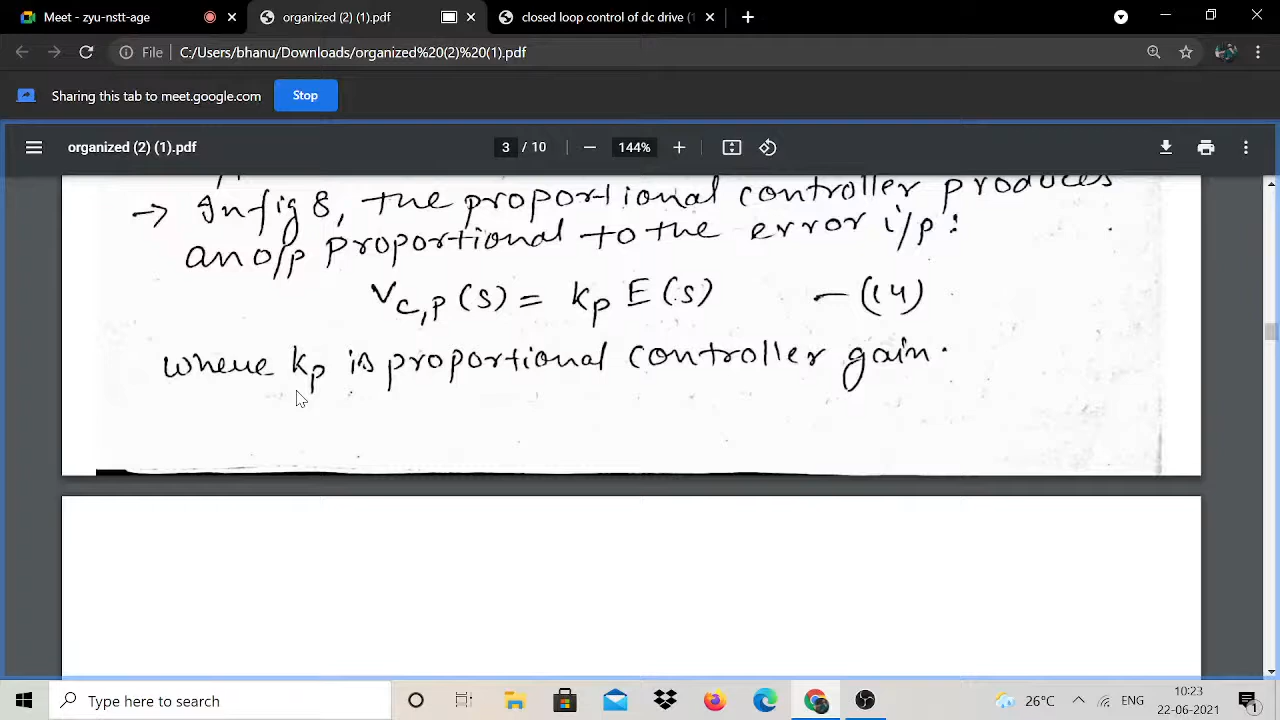 Meet - zyu-nstt-age
organized (2) (1).pdf
closed loop control of dc drive (1
File
C:/Users/bhanu/Downloads/organized%20(2)%20(1).pdf
Sharing this tab to meet.google.com
Stop
organized (2) (1).pdf
3 / 10
144%
→ In fig 8, the proportional controller produces
an o/p proportional to the error i/p:
Vc,p(s) = kp E(s) —(14)
where kp is proportional controller gain.
Type here to search
26°C
ENG
10:23
22-06-2021
1